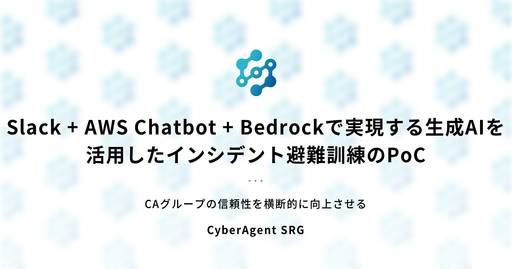 Slack + AWS Chatbot + Bedrockで実現する生成AIを
活用したインシデント避難訓練のPoC
---
CAグループの信頼性を横断的に向上させる
CyberAgent SRG